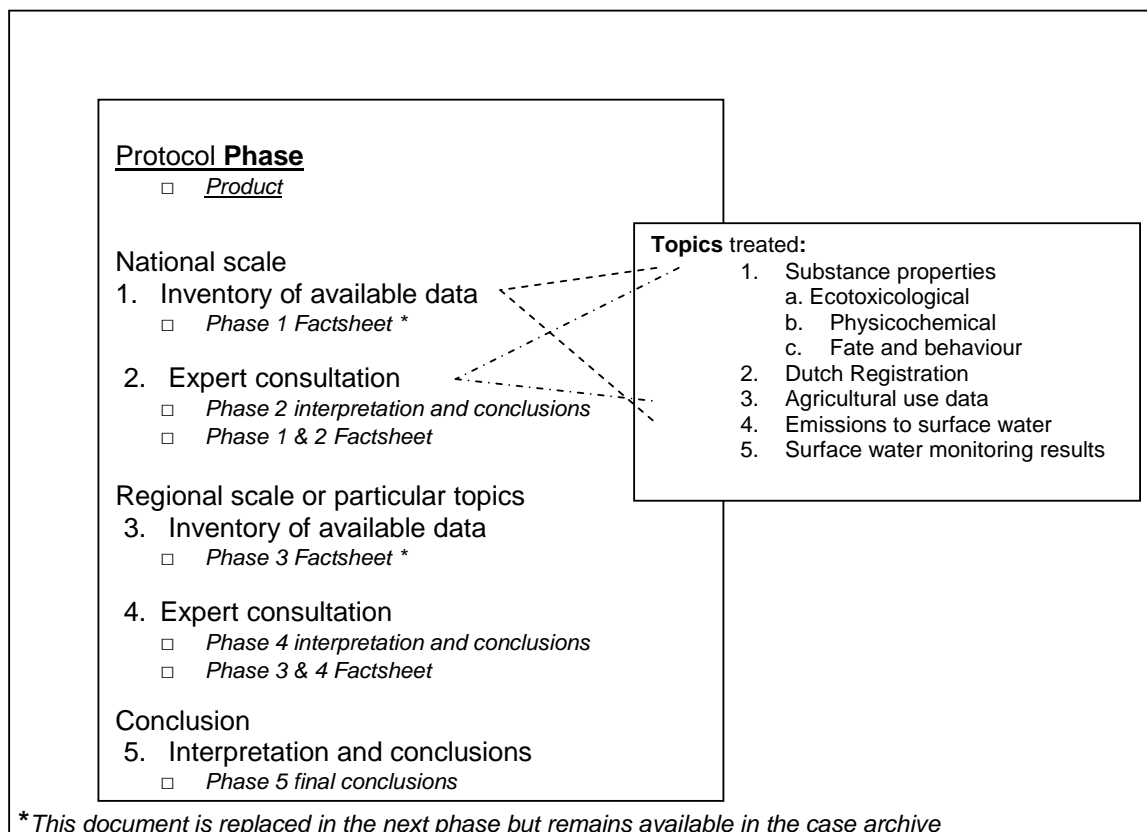 Protocol Phase
□ Product
National scale
1. Inventory of available data
□ Phase 1 Factsheet *
2. Expert consultation
□ Phase 2 interpretation and conclusions
□ Phase 1 & 2 Factsheet
Regional scale or particular topics
3. Inventory of available data
□ Phase 3 Factsheet *
4. Expert consultation
□ Phase 4 interpretation and conclusions
□ Phase 3 & 4 Factsheet
Conclusion
5. Interpretation and conclusions
□ Phase 5 final conclusions
Topics treated:
1. Substance properties
a. Ecotoxicological
b. Physicochemical
c. Fate and behaviour
2. Dutch Registration
3. Agricultural use data
4. Emissions to surface water
5. Surface water monitoring results
*This document is replaced in the next phase but remains available in the case archive